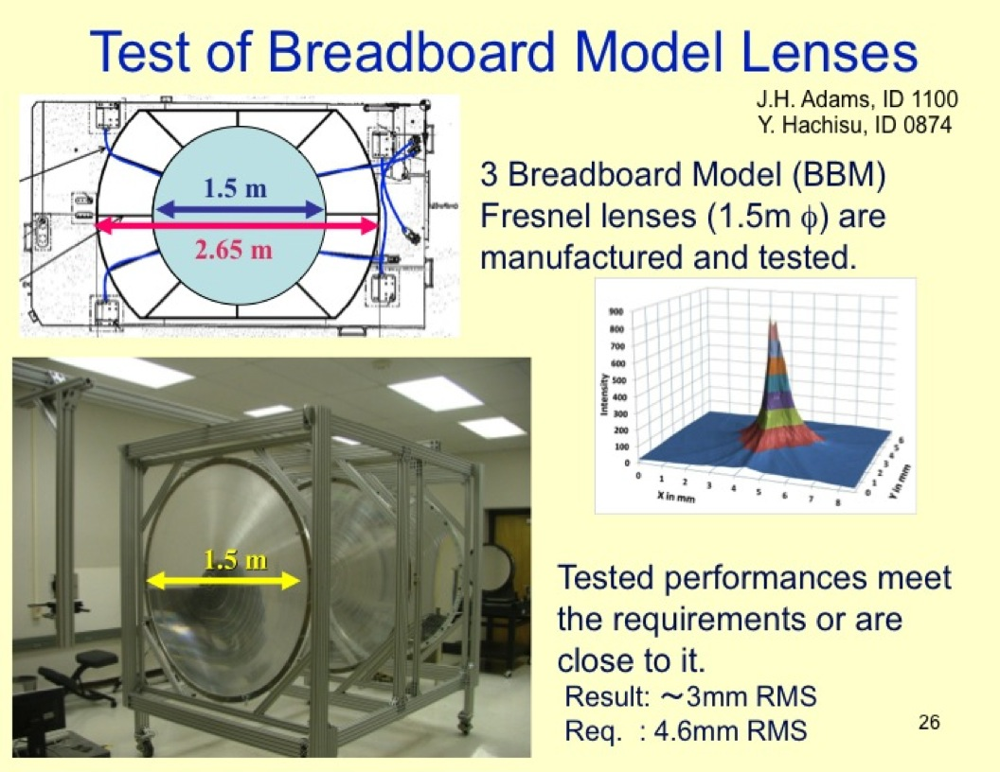 Test of Breadboard Model Lenses
J.H. Adams, ID 1100
Y. Hachisu, ID 0874
1.5 m
2.65 m
3 Breadboard Model (BBM)
Fresnel lenses (1.5m ϕ) are
manufactured and tested.
900
800
700
600
500
400
300
200
100
0
Intensity
0 1 2 3 4 5 6 7 8
X in mm
0 1 2 3 4 5 6
Y in mm
1.5 m
Tested performances meet
the requirements or are
close to it.
Result: ～3mm RMS
Req. : 4.6mm RMS
26